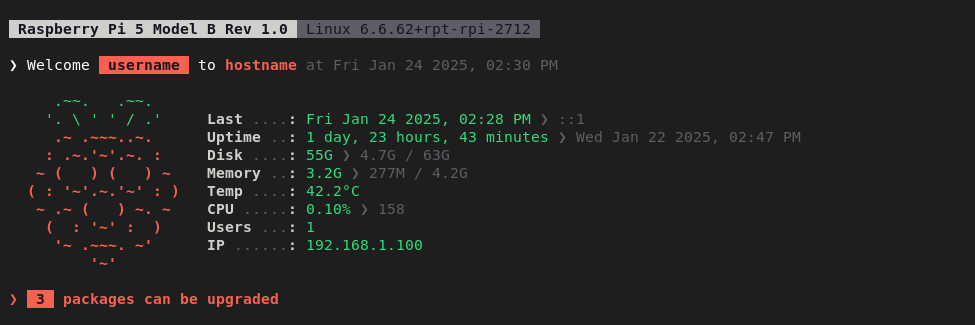 Raspberry Pi 5 Model B Rev 1.0 Linux 6.6.62+rpt-rpi-2712
❯ Welcome username to hostname at Fri Jan 24 2025, 02:30 PM
Last ....: Fri Jan 24 2025, 02:28 PM ❯ ::1
Uptime ..: 1 day, 23 hours, 43 minutes ❯ Wed Jan 22 2025, 02:47 PM
Disk ....: 55G ❯ 4.7G / 63G
Memory ..: 3.2G ❯ 277M / 4.2G
Temp ....: 42.2°C
CPU .....: 0.10% ❯ 158
Users ...: 1
IP ......: 192.168.1.100
❯ 3 packages can be upgraded